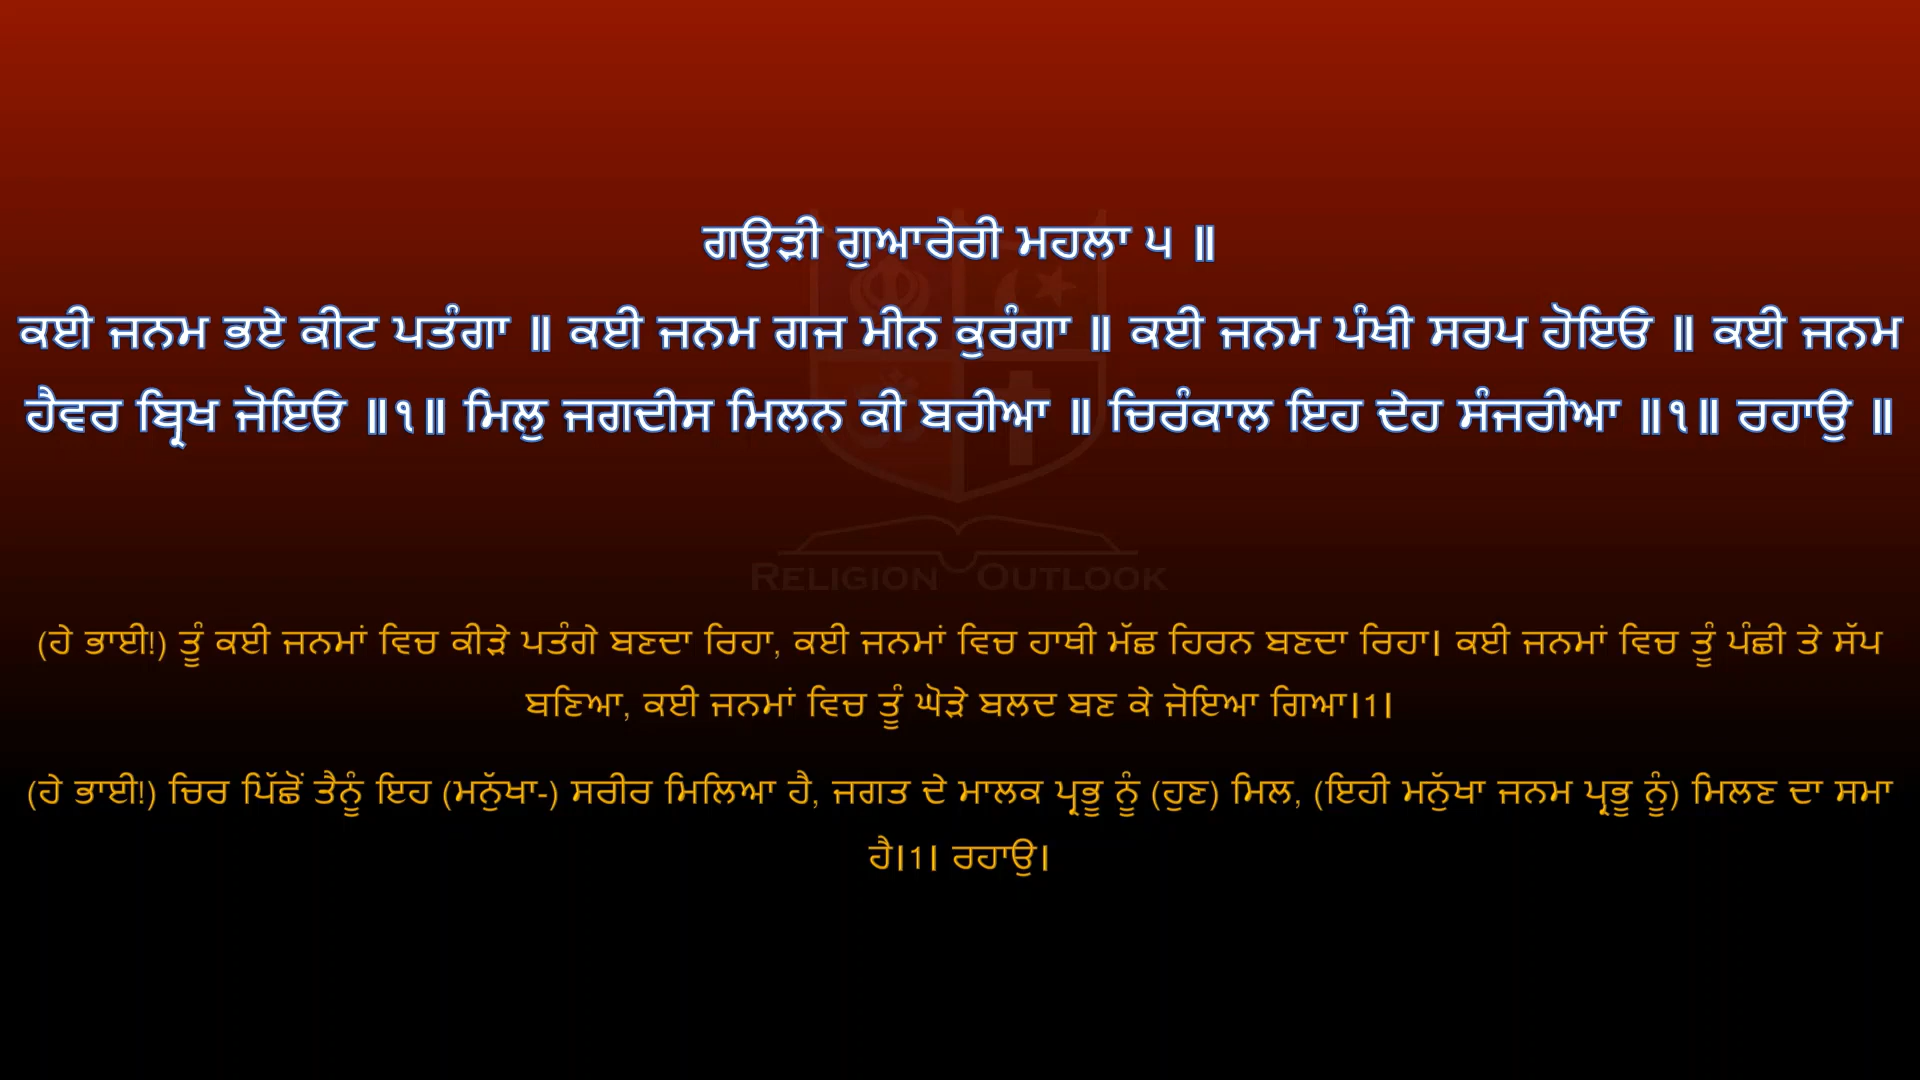 ਗਉੜੀ ਗੁਆਰੇਰੀ ਮਹਲਾ ੫ ॥
ਕਈ ਜਨਮ ਭਏ ਕੀਟ ਪਤੰਗਾ ॥ ਕਈ ਜਨਮ ਗਜ ਮੀਨ ਕੁਰੰਗਾ ॥ ਕਈ ਜਨਮ ਪੰਖੀ ਸਰਪ ਹੋਇਓ ॥ ਕਈ ਜਨਮ
ਹੈਵਰ ਬ੍ਰਿਖ ਜੋਇਓ ॥੧॥ ਮਿਲੁ ਜਗਦੀਸ ਮਿਲਨ ਕੀ ਬਰੀਆ ॥ ਚਿਰੰਕਾਲ ਇਹ ਦੇਹ ਸੰਜਰੀਆ ॥੧॥ ਰਹਾਉ ॥
RELIGION OUTLOOK
(ਹੇ ਭਾਈ!) ਤੂੰ ਕਈ ਜਨਮਾਂ ਵਿਚ ਕੀੜੇ ਪਤੰਗੇ ਬਣਦਾ ਰਿਹਾ, ਕਈ ਜਨਮਾਂ ਵਿਚ ਹਾਥੀ ਮੱਛ ਹਿਰਨ ਬਣਦਾ ਰਿਹਾ। ਕਈ ਜਨਮਾਂ ਵਿਚ ਤੂੰ ਪੰਛੀ ਤੇ ਸੱਪ
ਬਣਿਆ, ਕਈ ਜਨਮਾਂ ਵਿਚ ਤੂੰ ਘੋੜੇ ਬਲਦ ਬਣ ਕੇ ਜੋਇਆ ਗਿਆ।1।
(ਹੇ ਭਾਈ!) ਚਿਰ ਪਿੱਛੋਂ ਤੈਨੂੰ ਇਹ (ਮਨੁੱਖਾ-) ਸਰੀਰ ਮਿਲਿਆ ਹੈ, ਜਗਤ ਦੇ ਮਾਲਕ ਪ੍ਰਭੂ ਨੂੰ (ਹੁਣ) ਮਿਲ, (ਇਹੀ ਮਨੁੱਖਾ ਜਨਮ ਪ੍ਰਭੂ ਨੂੰ) ਮਿਲਣ ਦਾ ਸਮਾ
ਹੈ।1। ਰਹਾਉ।